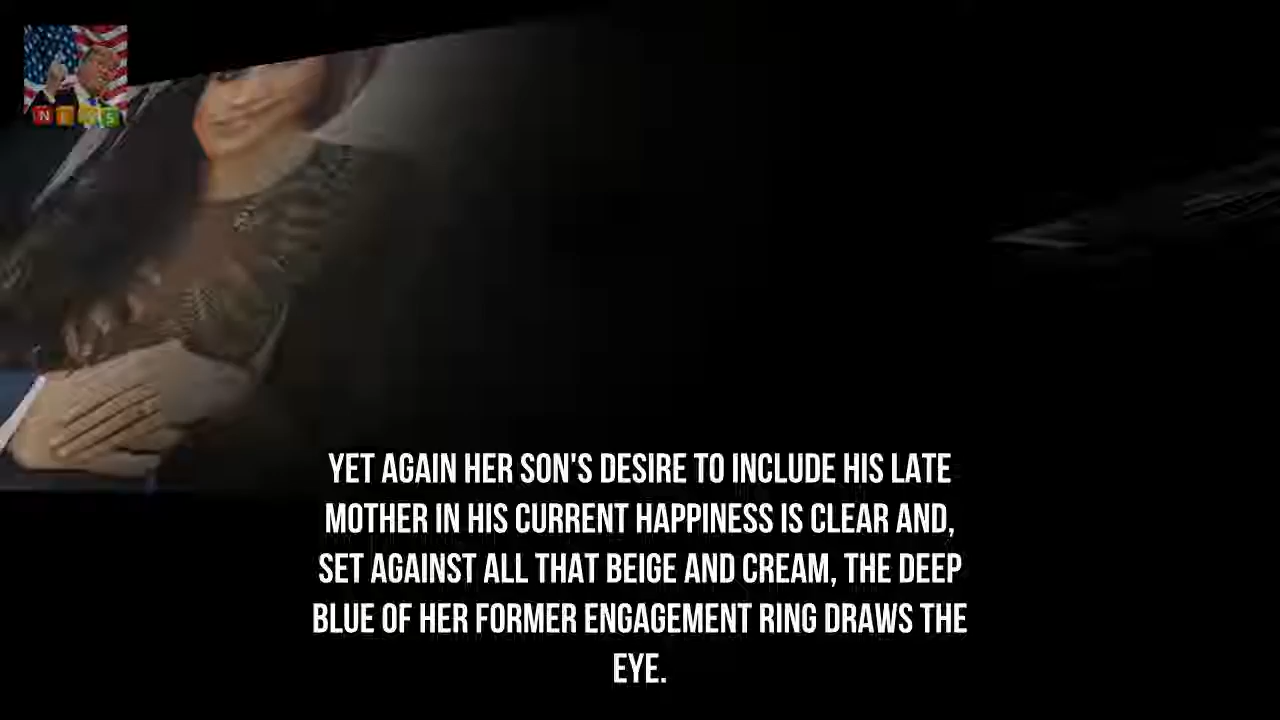 NEWS
YET AGAIN HER SON'S DESIRE TO INCLUDE HIS LATE
MOTHER IN HIS CURRENT HAPPINESS IS CLEAR AND,
SET AGAINST ALL THAT BEIGE AND CREAM, THE DEEP
BLUE OF HER FORMER ENGAGEMENT RING DRAWS THE
EYE.